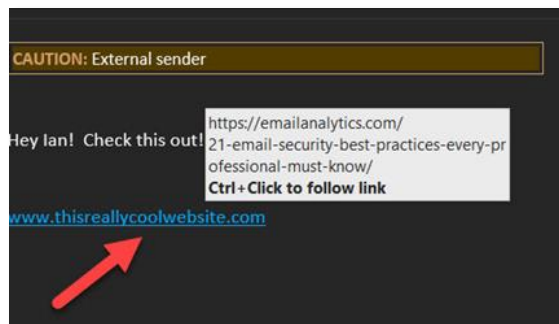 CAUTION: External sender
https://emailanalytics.com/
Hey Ian!  Check this out!
21-email-security-best-practices-every-pr
ofessional-must-know/
Ctrl+Click to follow link
www.thisreallycoolwebsite.com